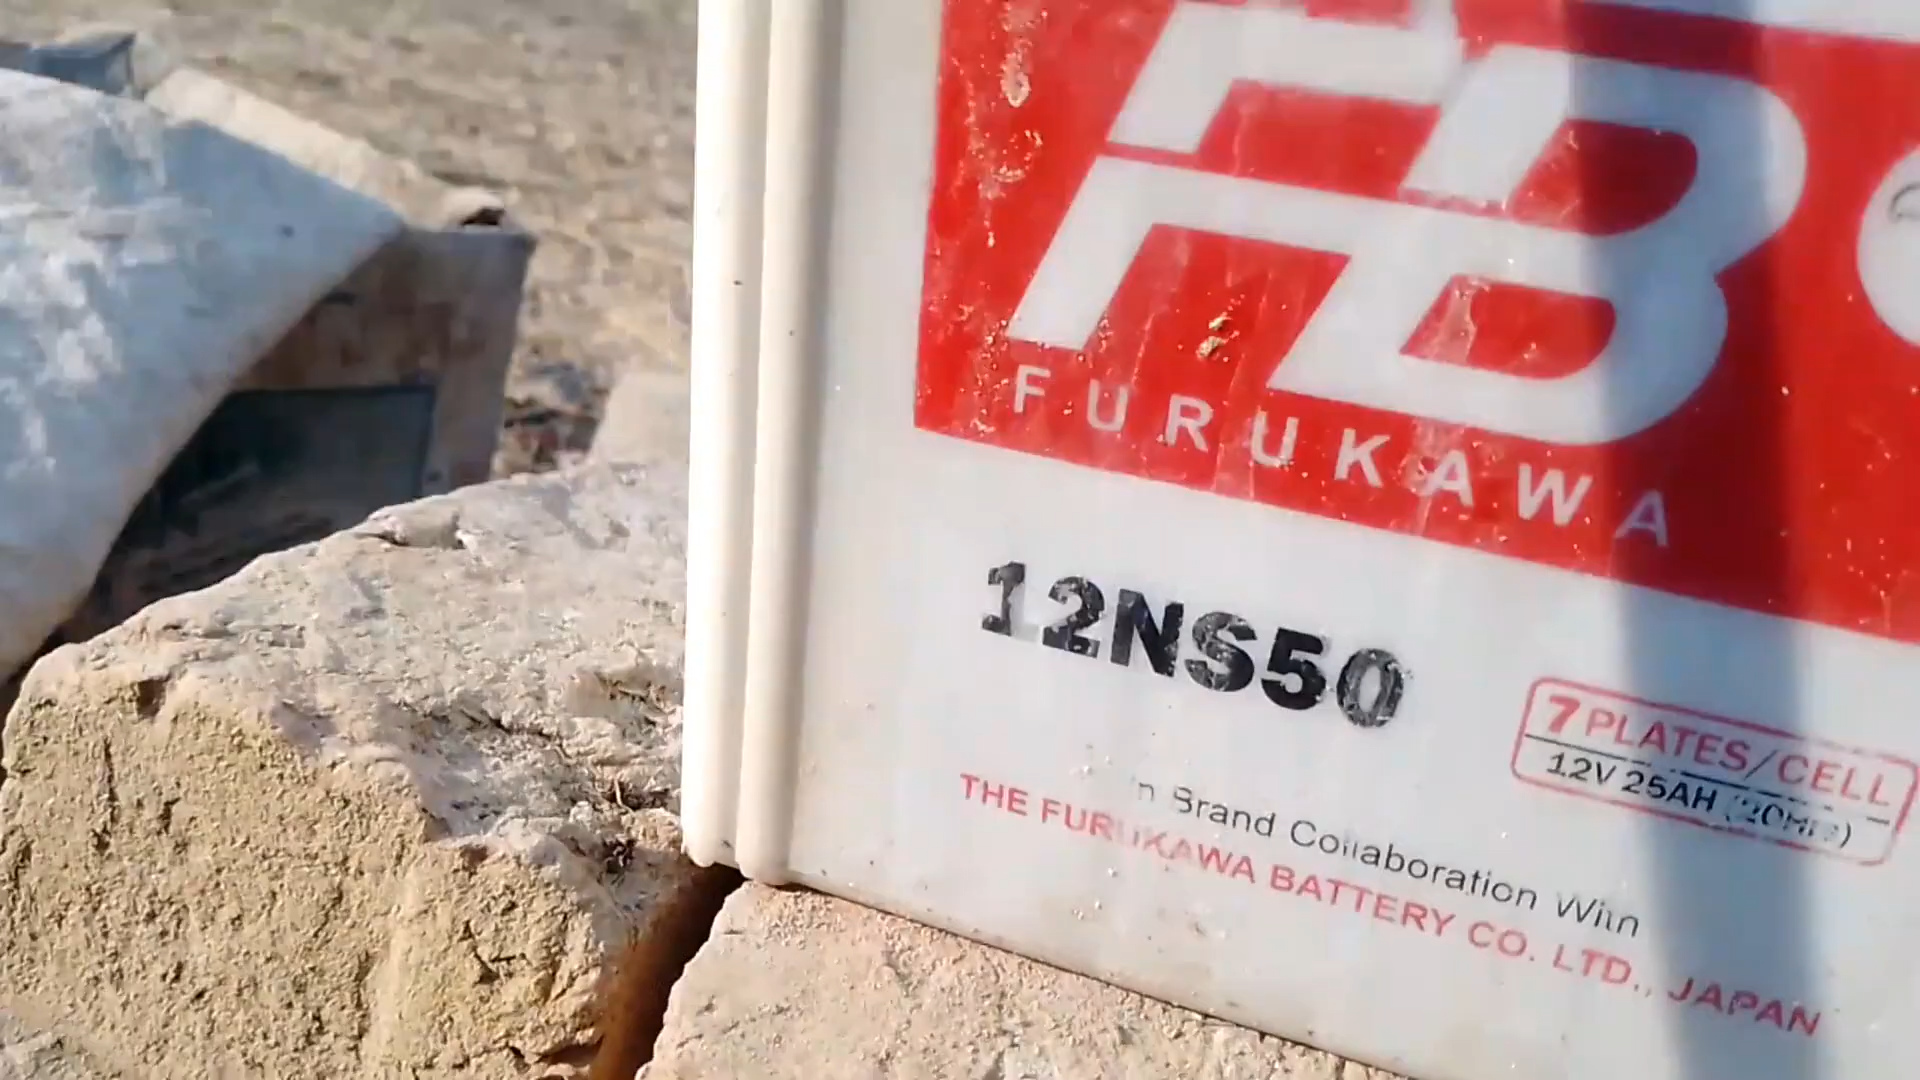 FB
FURUKAWA
12NS50
7 PLATES/CELL
12V 25AH (20HR)
Brand Collaboration With
THE FURUKAWA BATTERY CO. LTD., JAPAN